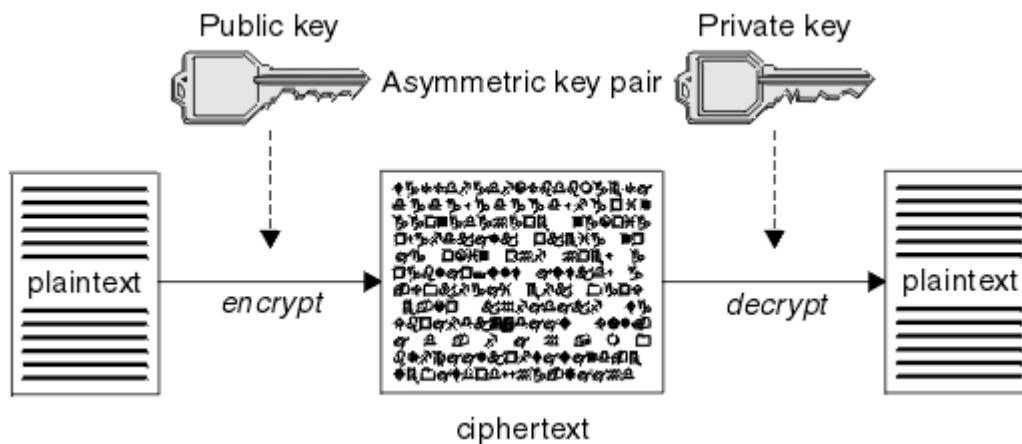 Public key
Private key
Asymmetric key pair
plaintext
encrypt
decrypt
plaintext
ciphertext